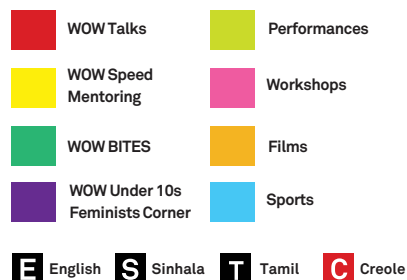 WOW Talks
Performances
WOW Speed
Mentoring
Workshops
WOW BITES
Films
WOW Under 10s
Feminists Corner
Sports
E English S Sinhala T Tamil C Creole